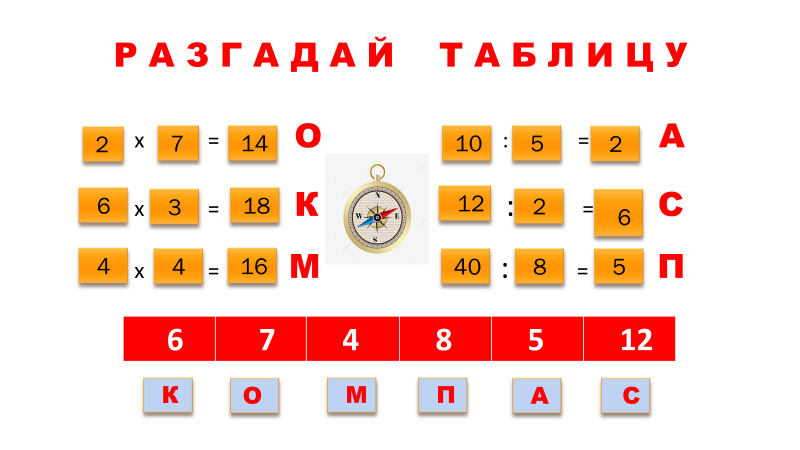 РАЗГАДАЙ ТАБЛИЦУ
2 x 7 = 14 О 10 : 5 = 2 А
6 x 3 = 18 К 12 : 2 = 6 С
4 x 4 = 16 М 40 : 8 = 5 П
N
W E
S
6 7 4 8 5 12
К О М П А С